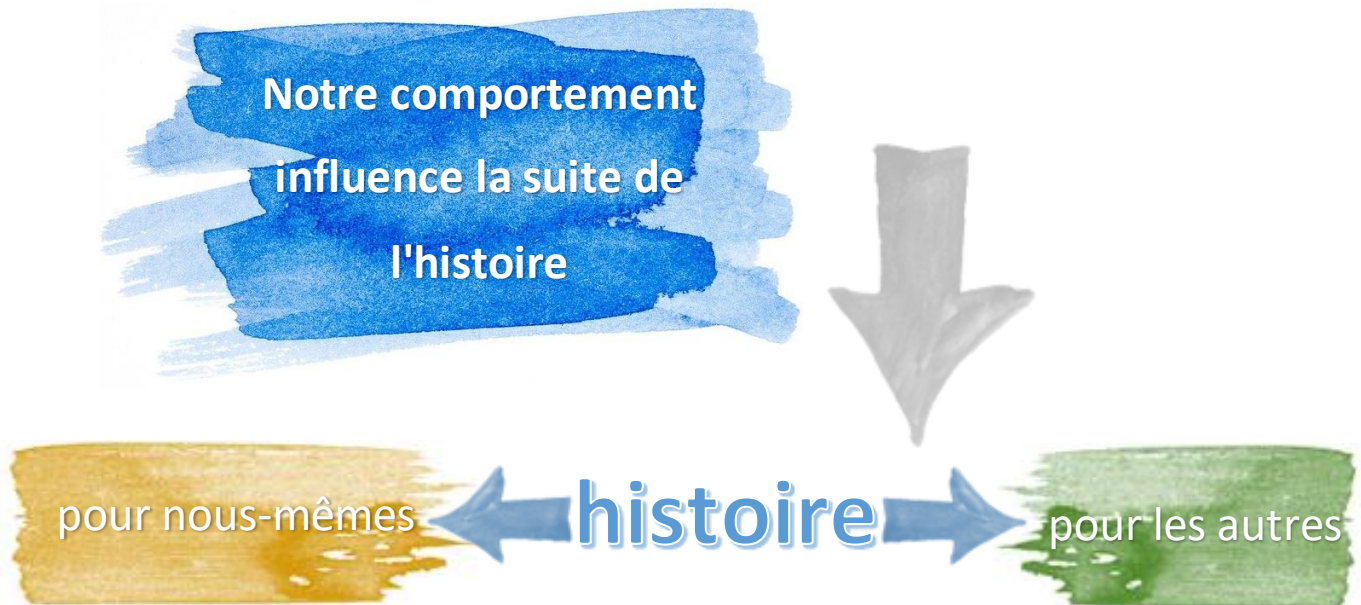 Notre comportement
influence la suite de
l'histoire
pour nous-mêmes
histoire
pour les autres